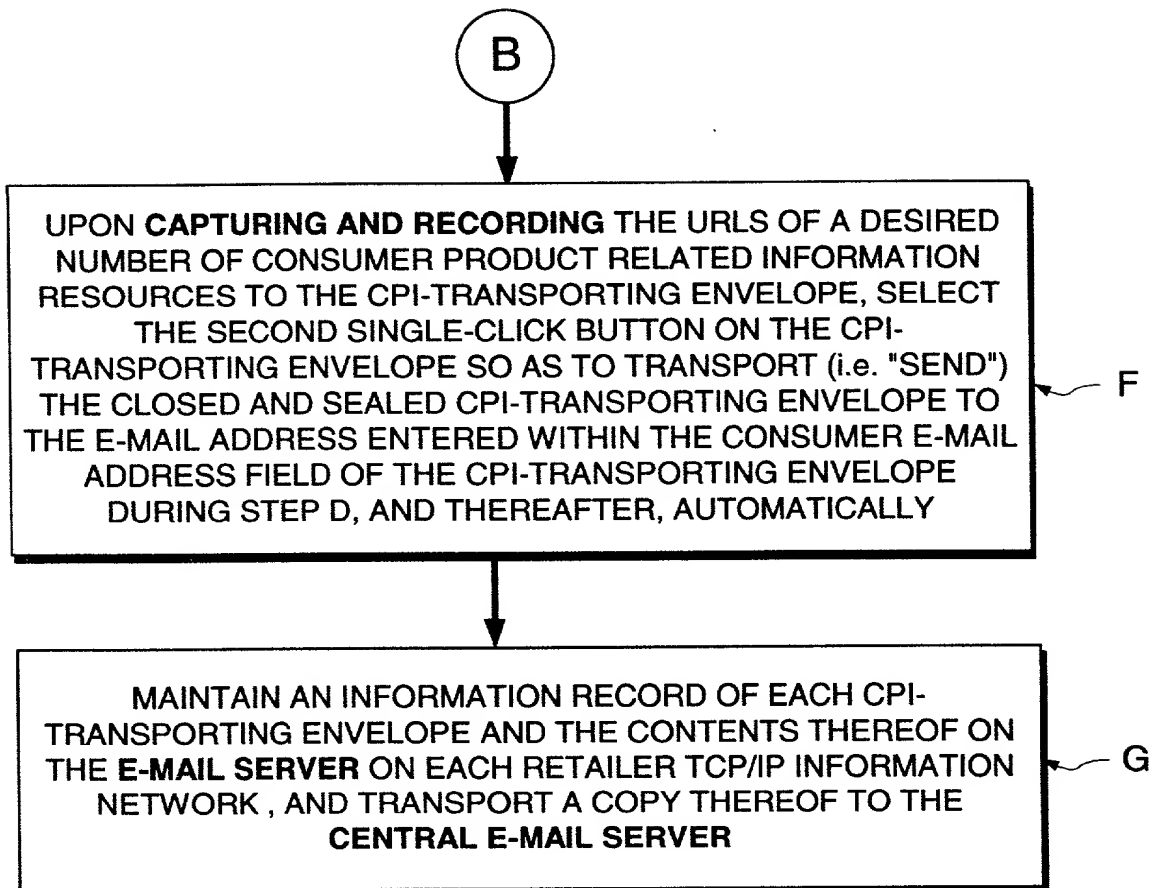 B
UPON CAPTURING AND RECORDING THE URLS OF A DESIRED
NUMBER OF CONSUMER PRODUCT RELATED INFORMATION
RESOURCES TO THE CPI-TRANSPORTING ENVELOPE, SELECT
THE SECOND SINGLE-CLICK BUTTON ON THE CPI-
TRANSPORTING ENVELOPE SO AS TO TRANSPORT (i.e. "SEND")
THE CLOSED AND SEALED CPI-TRANSPORTING ENVELOPE TO
THE E-MAIL ADDRESS ENTERED WITHIN THE CONSUMER E-MAIL
ADDRESS FIELD OF THE CPI-TRANSPORTING ENVELOPE
DURING STEP D, AND THEREAFTER, AUTOMATICALLY
F
MAINTAIN AN INFORMATION RECORD OF EACH CPI-
TRANSPORTING ENVELOPE AND THE CONTENTS THEREOF ON
THE E-MAIL SERVER ON EACH RETAILER TCP/IP INFORMATION
NETWORK , AND TRANSPORT A COPY THEREOF TO THE
CENTRAL E-MAIL SERVER
G